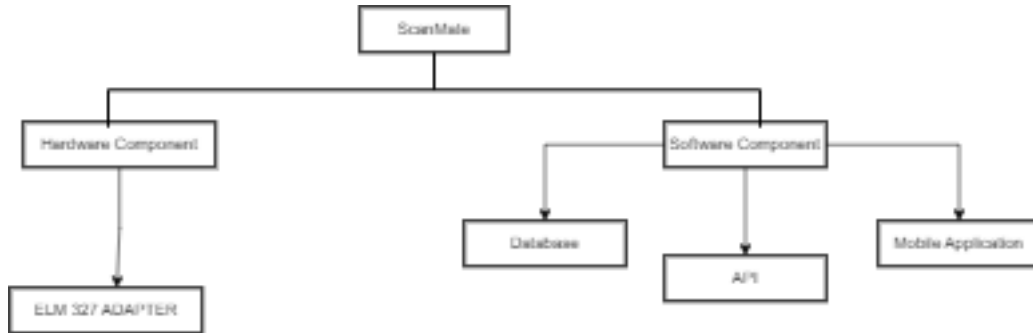 ScanMate
Hardware Component
Software Component
Database
Mobile Application
API
ELM 327 ADAPTER